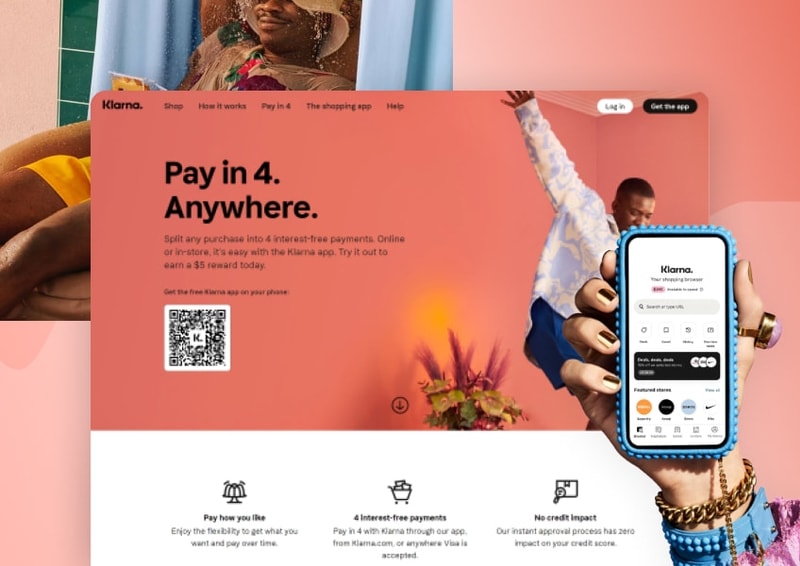 Klarna.
Shop
How it works
Pay in 4
The shopping app
Help
Log in
Get the app
Pay in 4.
Anywhere.
Split any purchase into 4 interest-free payments. Online
or in-store, it's easy with the Klarna app. Try it out to
earn a $5 reward today.
Get the free Klarna app on your phone:
K.
Pay how you like
Enjoy the flexibility to get what you
want and pay over time.
4 interest-free payments
Pay in 4 with Klarna through our app,
from Klarna.com, or anywhere Visa is
accepted.
No credit impact
Our instant approval process has zero
impact on your credit score.
Klarna.
Your shopping browser
Available to spend
Search or type URL
Deals, deals, deals
Featured stores
View all